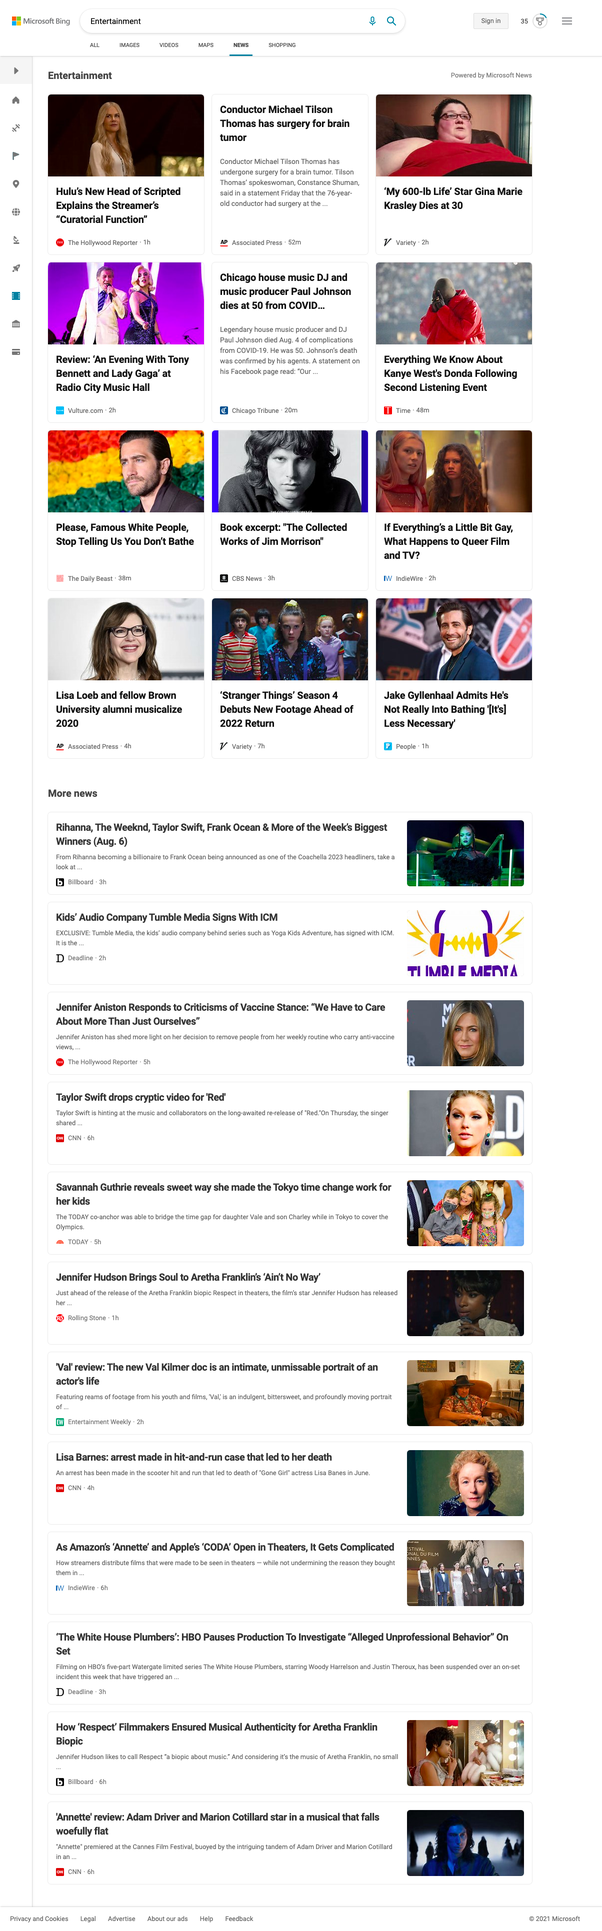 Microsoft Bing
Entertainment
Sign in
35
ALL
IMAGES
VIDEOS
MAPS
NEWS
SHOPPING
Entertainment
Powered by Microsoft News
Hulu's New Head of Scripted
Explains the Streamer's
"Curatorial Function"
The Hollywood Reporter · 1h
Conductor Michael Tilson
Thomas has surgery for brain
tumor
Conductor Michael Tilson Thomas has
undergone surgery for a brain tumor. Tilson
Thomas' spokeswoman, Constance Shuman,
said in a statement Friday that the 76-year-
old conductor had surgery at the ...
AP Associated Press · 52m
'My 600-lb Life' Star Gina Marie
Krasley Dies at 30
Variety · 2h
Review: 'An Evening With Tony
Bennett and Lady Gaga' at
Radio City Music Hall
Vulture.com · 2h
Chicago house music DJ and
music producer Paul Johnson
dies at 50 from COVID...
Legendary house music producer and DJ
Paul Johnson died Aug. 4 of complications
from COVID-19. He was 50. Johnson's death
was confirmed by his agents. A statement on
his Facebook page read: "Our ...
Chicago Tribune · 20m
Everything We Know About
Kanye West's Donda Following
Second Listening Event
Time · 48m
Please, Famous White People,
Stop Telling Us You Don't Bathe
The Daily Beast · 38m
Book excerpt: "The Collected
Works of Jim Morrison"
CBS News · 3h
If Everything's a Little Bit Gay,
What Happens to Queer Film
and TV?
IW IndieWire · 2h
Lisa Loeb and fellow Brown
University alumni musicalize
2020
AP Associated Press · 4h
'Stranger Things' Season 4
Debuts New Footage Ahead of
2022 Return
Variety · 7h
Jake Gyllenhaal Admits He's
Not Really Into Bathing '[It's]
Less Necessary'
People · 1h
More news
Rihanna, The Weeknd, Taylor Swift, Frank Ocean & More of the Week's Biggest
Winners (Aug. 6)
From Rihanna becoming a billionaire to Frank Ocean being announced as one of the Coachella 2023 headliners, take a
look at ...
Billboard · 3h
Kids' Audio Company Tumble Media Signs With ICM
EXCLUSIVE: Tumble Media, the kids' audio company behind series such as Yoga Kids Adventure, has signed with ICM.
It is the ...
Deadline · 2h
TUMBLE MEDIA
Jennifer Aniston Responds to Criticisms of Vaccine Stance: "We Have to Care
About More Than Just Ourselves"
Jennifer Aniston has shed more light on her decision to remove people from her weekly routine who carry anti-vaccine
views, ...
The Hollywood Reporter · 5h
Taylor Swift drops cryptic video for 'Red'
Taylor Swift is hinting at the music and collaborators on the long-awaited re-release of "Red."On Thursday, the singer
shared ...
CNN · 6h
Savannah Guthrie reveals sweet way she made the Tokyo time change work for
her kids
The TODAY co-anchor was able to bridge the time gap for daughter Vale and son Charley while in Tokyo to cover the
Olympics.
TODAY · 5h
Jennifer Hudson Brings Soul to Aretha Franklin's 'Ain't No Way'
Just ahead of the release of the Aretha Franklin biopic Respect in theaters, the film's star Jennifer Hudson has released
her ...
Rolling Stone · 1h
'Val' review: The new Val Kilmer doc is an intimate, unmissable portrait of an
actor's life
Featuring reams of footage from his youth and films, 'Val,' is an indulgent, bittersweet, and profoundly moving portrait
of ...
EW Entertainment Weekly · 2h
Lisa Barnes: arrest made in hit-and-run case that led to her death
An arrest has been made in the scooter hit and run that led to death of "Gone Girl" actress Lisa Banes in June.
CNN · 4h
As Amazon's 'Annette' and Apple's 'CODA' Open in Theaters, It Gets Complicated
How streamers distribute films that were made to be seen in theaters — while not undermining the reason they bought
them in ...
IW IndieWire · 6h
'The White House Plumbers': HBO Pauses Production To Investigate "Alleged Unprofessional Behavior" On
Set
Filming on HBO's five-part Watergate limited series The White House Plumbers, starring Woody Harrelson and Justin Theroux, has been suspended over an on-set
incident this week that have triggered an ...
Deadline · 3h
How 'Respect' Filmmakers Ensured Musical Authenticity for Aretha Franklin
Biopic
Jennifer Hudson likes to call Respect "a biopic about music." And considering it's the music of Aretha Franklin, no small
...
Billboard · 6h
'Annette' review: Adam Driver and Marion Cotillard star in a musical that falls
woefully flat
"Annette" premiered at the Cannes Film Festival, buoyed by the intriguing tandem of Adam Driver and Marion Cotillard
in an ...
CNN · 6h
Privacy and Cookies
Legal
Advertise
About our ads
Help
Feedback
© 2021 Microsoft